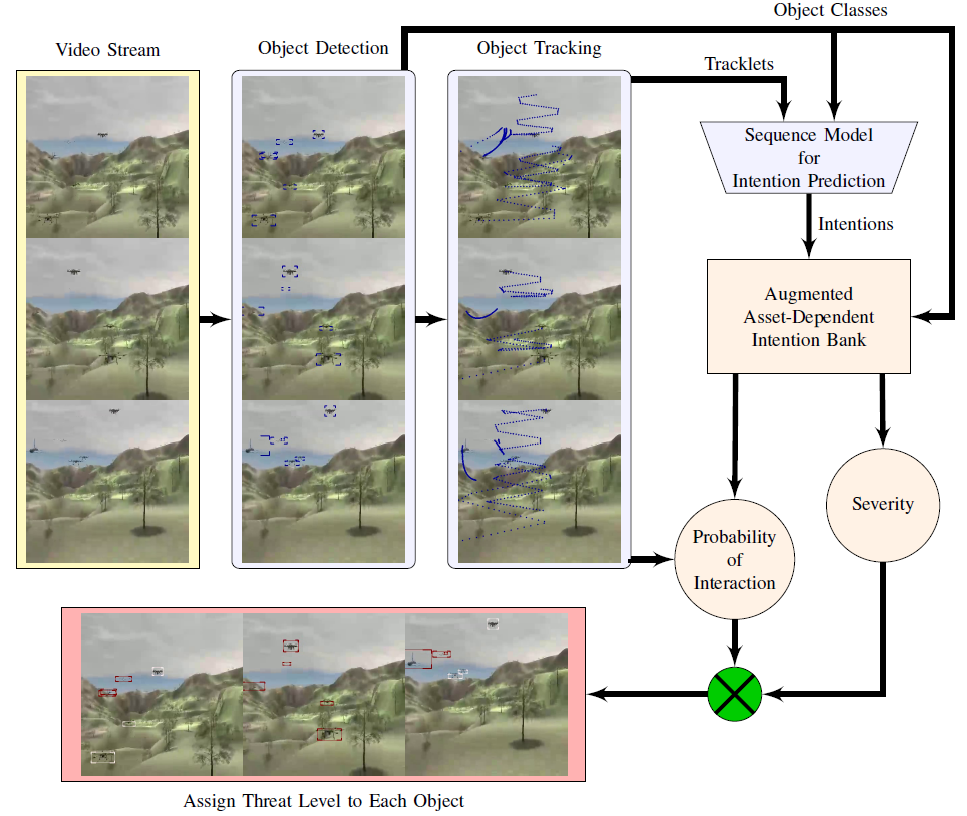 Object Classes
Video Stream
Object Detection
Object Tracking
Tracklets
Sequence Model
for
Intention Prediction
Intentions
Augmented
Asset-Dependent
Intention Bank
Severity
Probability
of
Interaction
Assign Threat Level to Each Object